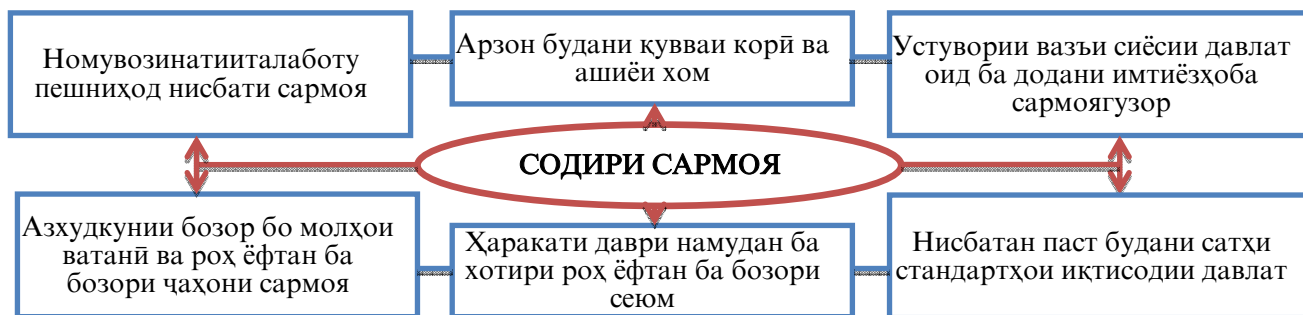 Номувозинатииталаботу
пешниҳод нисбати сармоя
Арзон будани қувваи корӣ ва
ашиёи хом
Устувории вазъи сиёсии давлат
оид ба додани имтиёзҳоба
сармоягузор
СОДИРИ САРМОЯ
Азхудкунии бозор бо молҳои
ватанӣ ва роҳ ёфтан ба
бозори ҷаҳони сармоя
Ҳаракати даври намудан ба
хотири роҳ ёфтан ба бозори
сеюм
Нисбатан паст будани сатҳи
стандартҳои иқтисодии давлат